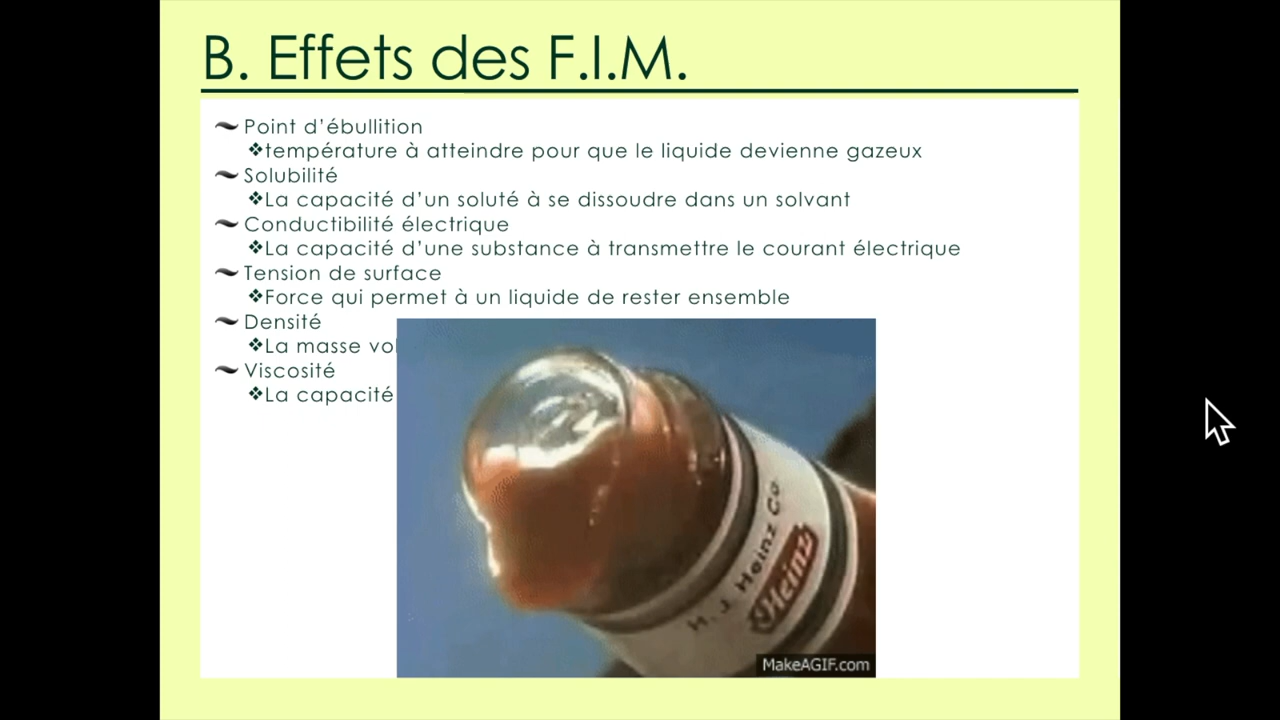 B. Effets des F.I.M.
Point d'ébullition
❖température à atteindre pour que le liquide devienne gazeux
Solubilité
❖La capacité d'un soluté à se dissoudre dans un solvant
Conductibilité électrique
❖La capacité d'une substance à transmettre le courant électrique
Tension de surface
❖Force qui permet à un liquide de rester ensemble
Densité
❖La masse vol
Viscosité
❖La capacité
H. J. Heinz Co
Heinz
MakeAGIF.com